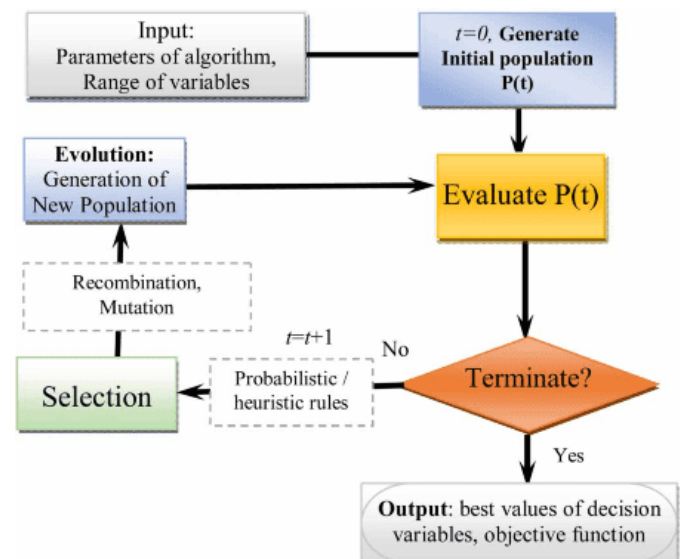 Input:
Parameters of algorithm,
Range of variables
t=0, Generate
Initial population
P(t)
Evolution:
Generation of
New Population
Evaluate P(t)
Recombination,
Mutation
t=t+1
No
Terminate?
Probabilistic /
heuristic rules
Selection
Yes
Output: best values of decision
variables, objective function